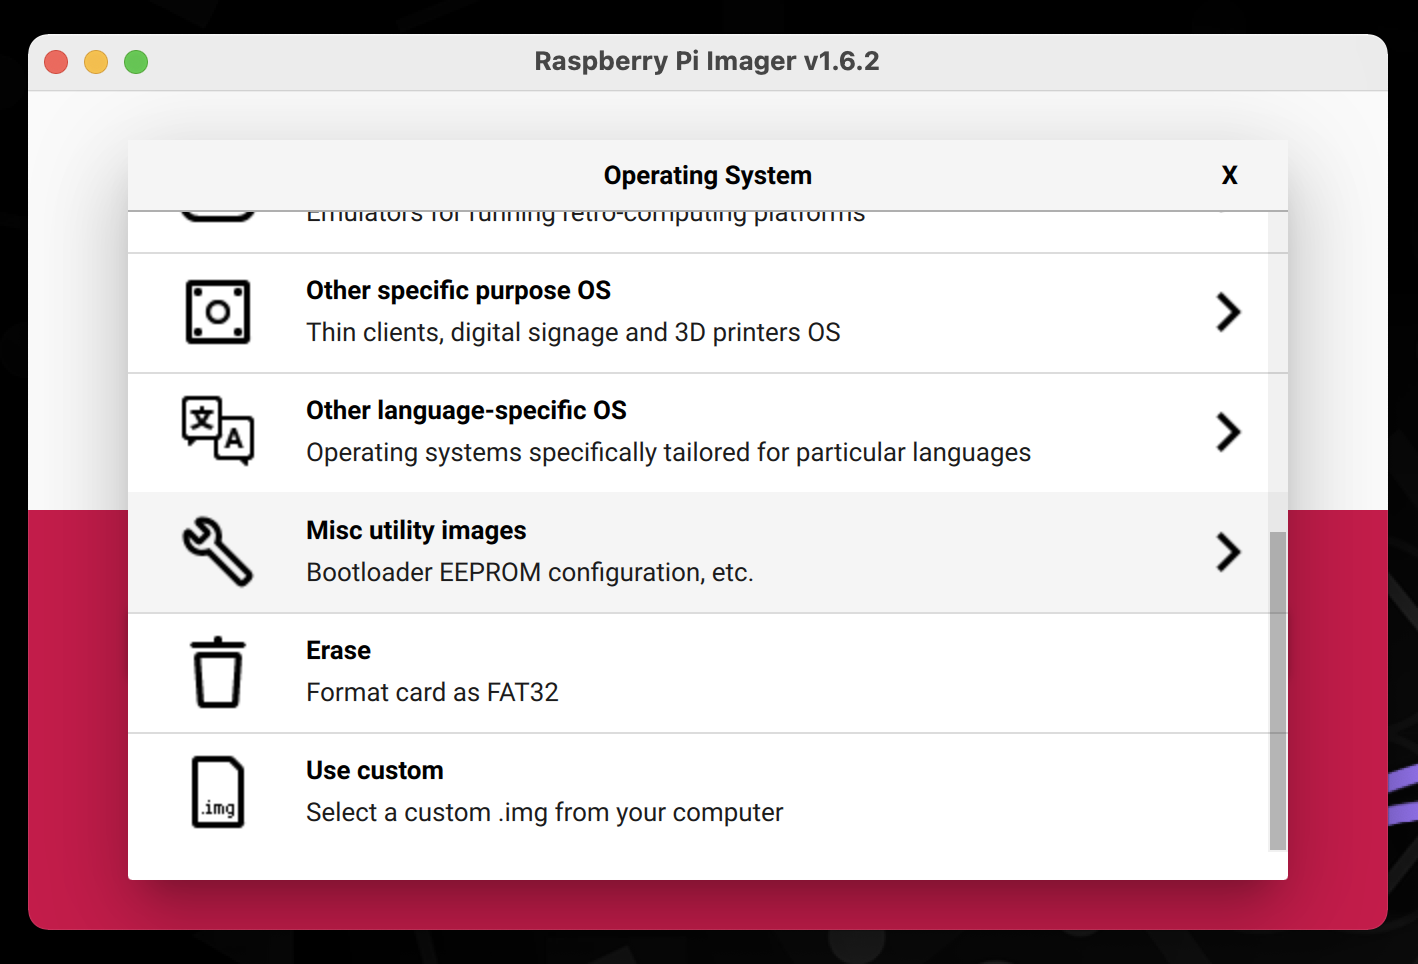 Raspberry Pi Imager v1.6.2
Operating System X
Emulators for running retro-computing platforms
Other specific purpose OS
Thin clients, digital signage and 3D printers OS
文 A
Other language-specific OS
Operating systems specifically tailored for particular languages
Misc utility images
Bootloader EEPROM configuration, etc.
Erase
Format card as FAT32
.img
Use custom
Select a custom .img from your computer